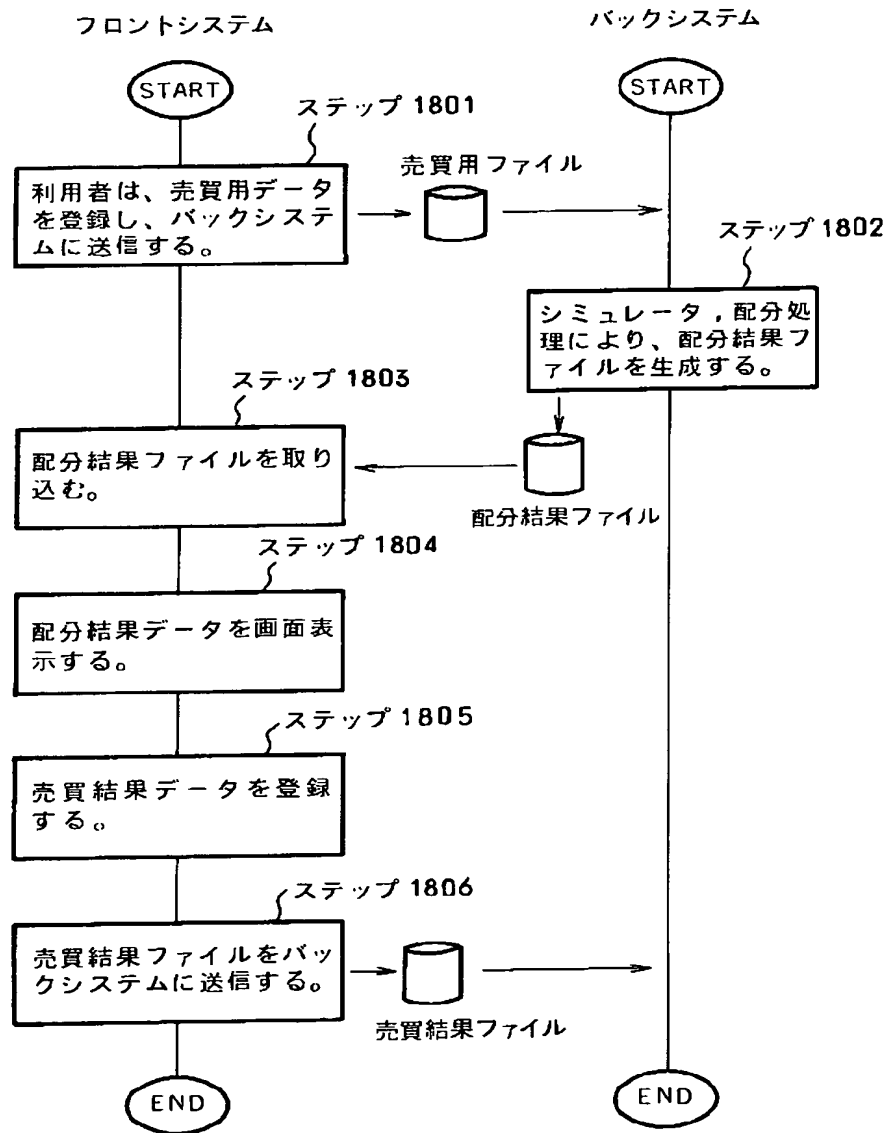 フロントシステム
バックシステム
START
START
ステップ 1801
利用者は、売買用データ
を登録し、バックシステ
ムに送信する。
売買用ファイル
ステップ 1802
シミュレータ，配分処
理により、配分結果フ
ァイルを生成する。
ステップ 1803
配分結果ファイルを取り
込む。
配分結果ファイル
ステップ 1804
配分結果データを画面表
示する。
ステップ 1805
売買結果データを登録
する。
ステップ 1806
売買結果ファイルをバッ
クシステムに送信する。
売買結果ファイル
END
END